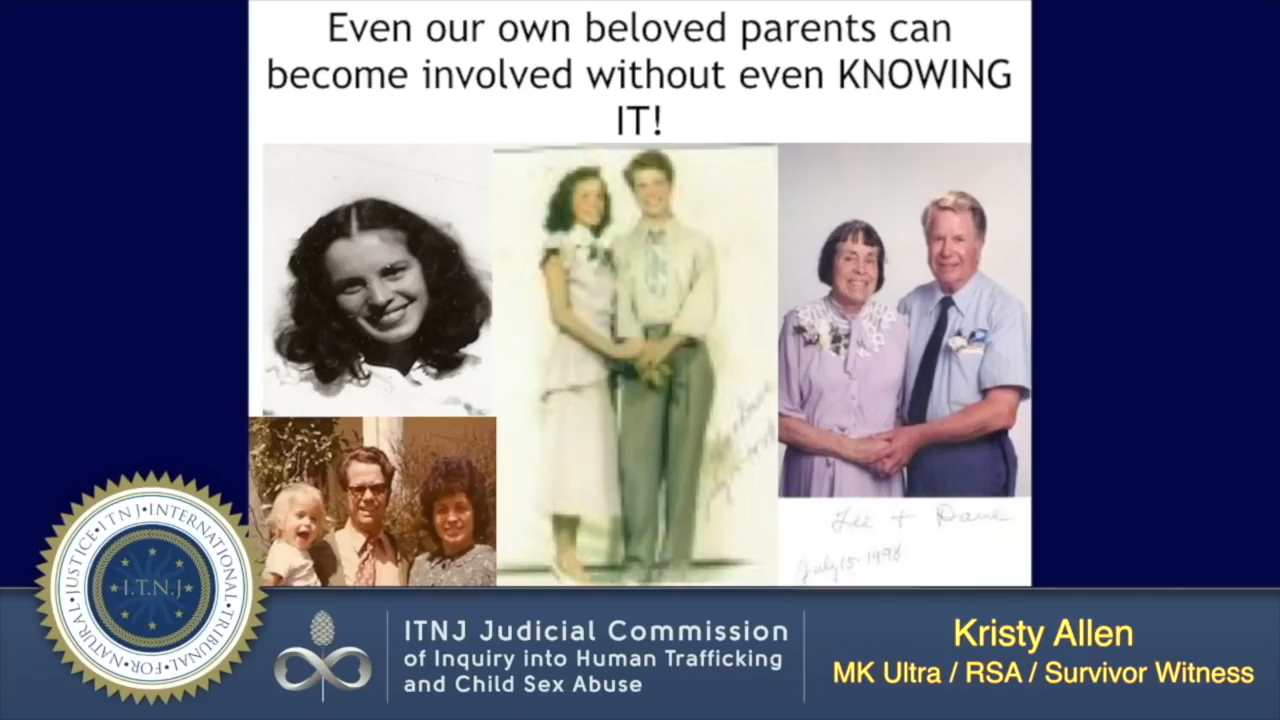 Even our own beloved parents can
become involved without even KNOWING
IT!
Lee + Dave
July 15-1998
ITNJ•INTERNATIONAL•TRIBUNAL•FOR•NATURAL•JUSTICE•
I.T.N.J
ITNJ Judicial Commission
of Inquiry into Human Trafficking
and Child Sex Abuse
Kristy Allen
MK Ultra / RSA / Survivor Witness